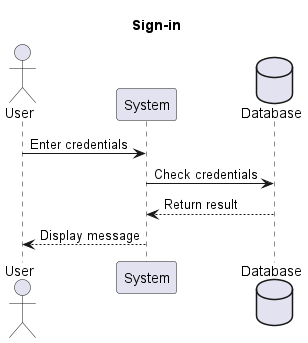 Sign-in
User
System
Database
Enter credentials
Check credentials
Return result
Display message
User
System
Database